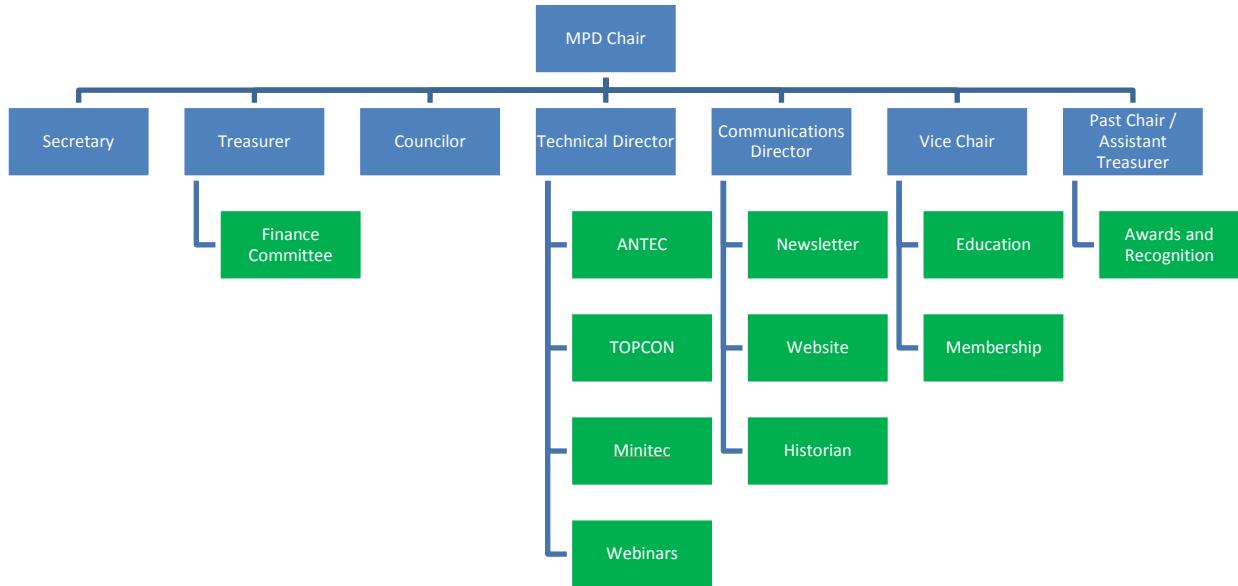 MPD Chair
Secretary
Treasurer
Councilor
Technical Director
Communications
Director
Vice Chair
Past Chair /
Assistant
Treasurer
Finance
Committee
ANTEC
Newsletter
Education
Awards and
Recognition
TOPCON
Website
Membership
Minitec
Historian
Webinars